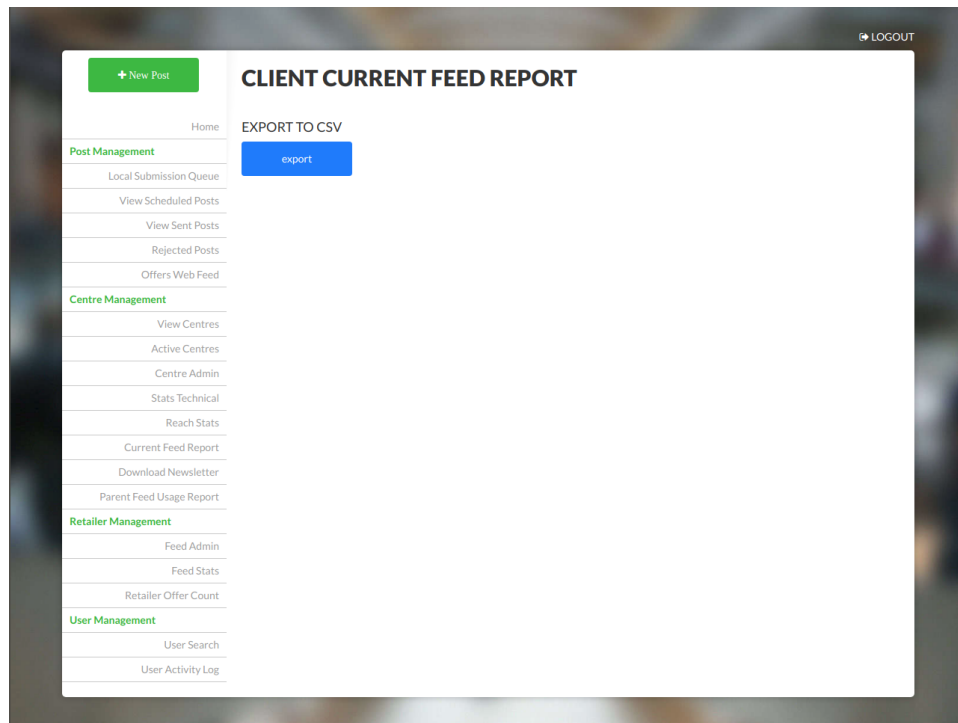 LOGOUT
New Post
CLIENT CURRENT FEED REPORT
Home
EXPORT TO CSV
Post Management
export
Local Submission Queue
View Scheduled Posts
View Sent Posts
Rejected Posts
Offers Web Feed
Centre Management
View Centres
Active Centres
Centre Admin
Stats Technical
Reach Stats
Current Feed Report
Download Newsletter
Parent Feed Usage Report
Retailer Management
Feed Admin
Feed Stats
Retailer Offer Count
User Management
User Search
User Activity Log